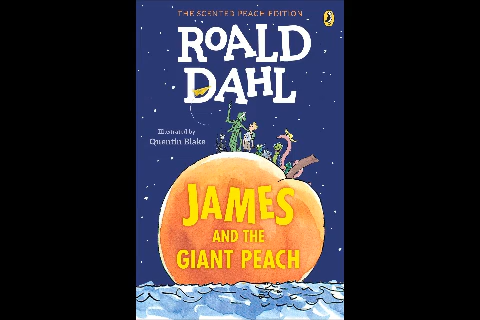 THE SCENTED PEACH EDITION
ROALD
DAHL
Illustrated by
Quentin Blake
JAMES
AND THE
GIANT PEACH